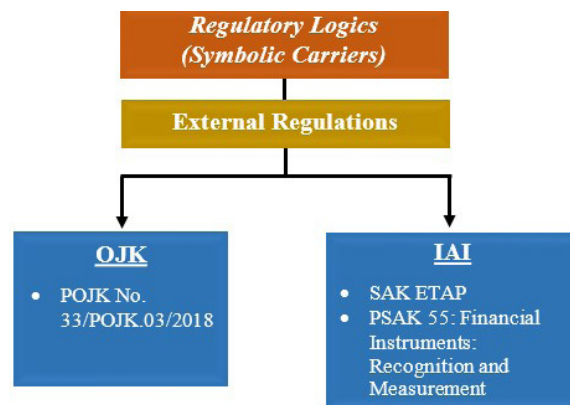 Regulatory Logics
(Symbolic Carriers)
External Regulations
OJK
• POJK No.
33/POJK.03/2018
IAI
• SAK ETAP
• PSAK 55: Financial
Instruments:
Recognition and
Measurement